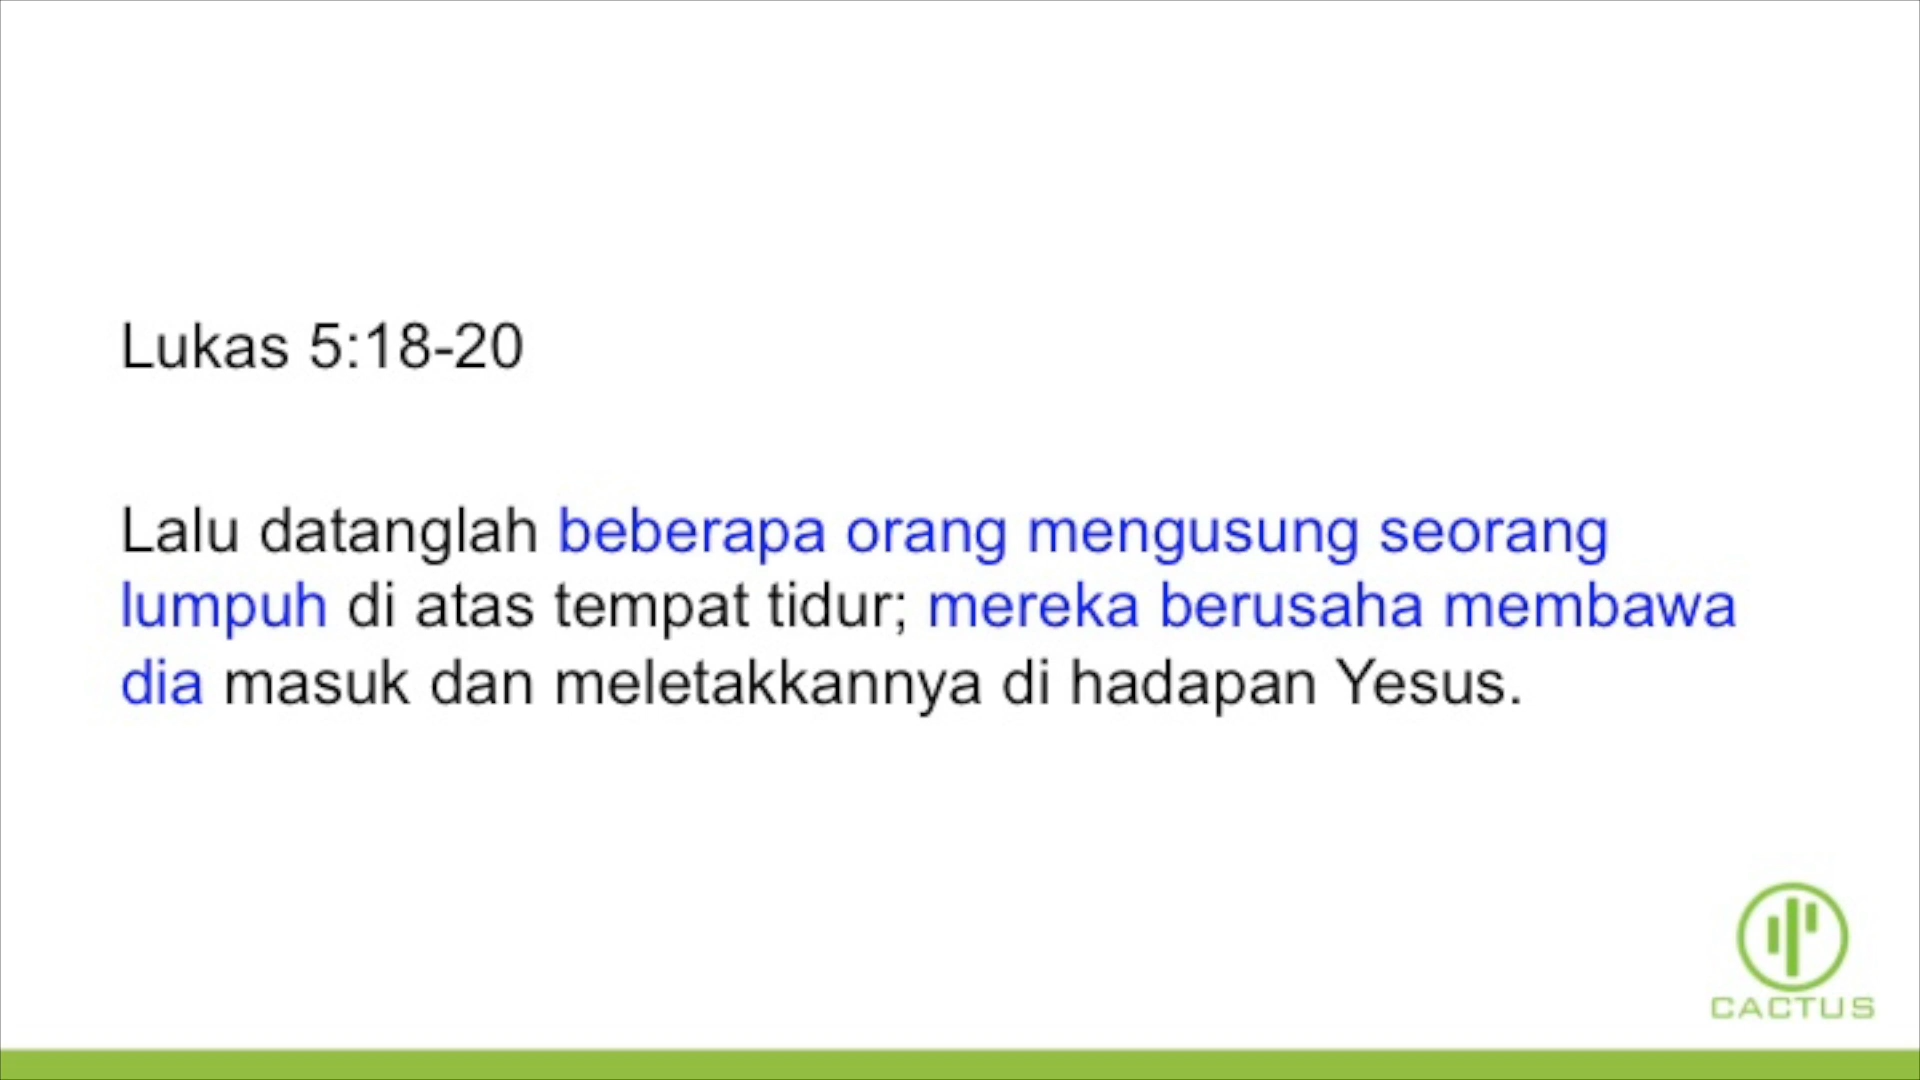 Lukas 5:18-20
Lalu datanglah beberapa orang mengusung seorang
lumpuh di atas tempat tidur; mereka berusaha membawa
dia masuk dan meletakkannya di hadapan Yesus.
CACTUS